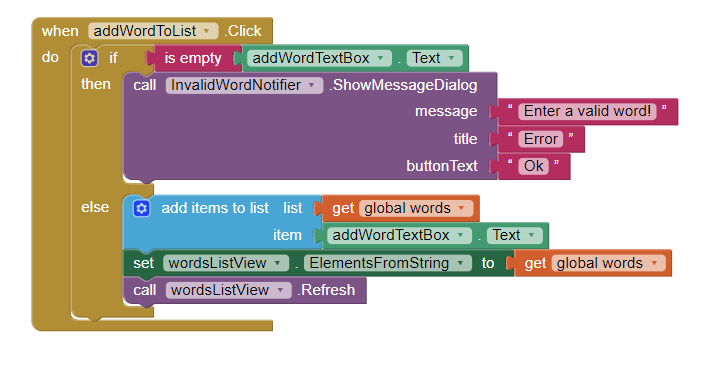 when addWordToList .Click
do if is empty addWordTextBox . Text
then call InvalidWordNotifier .ShowMessageDialog
message “ Enter a valid word! ”
title “ Error ”
buttonText “ Ok ”
else add items to list list get global words
item addWordTextBox . Text
set wordsListView . ElementsFromString to get global words
call wordsListView .Refresh